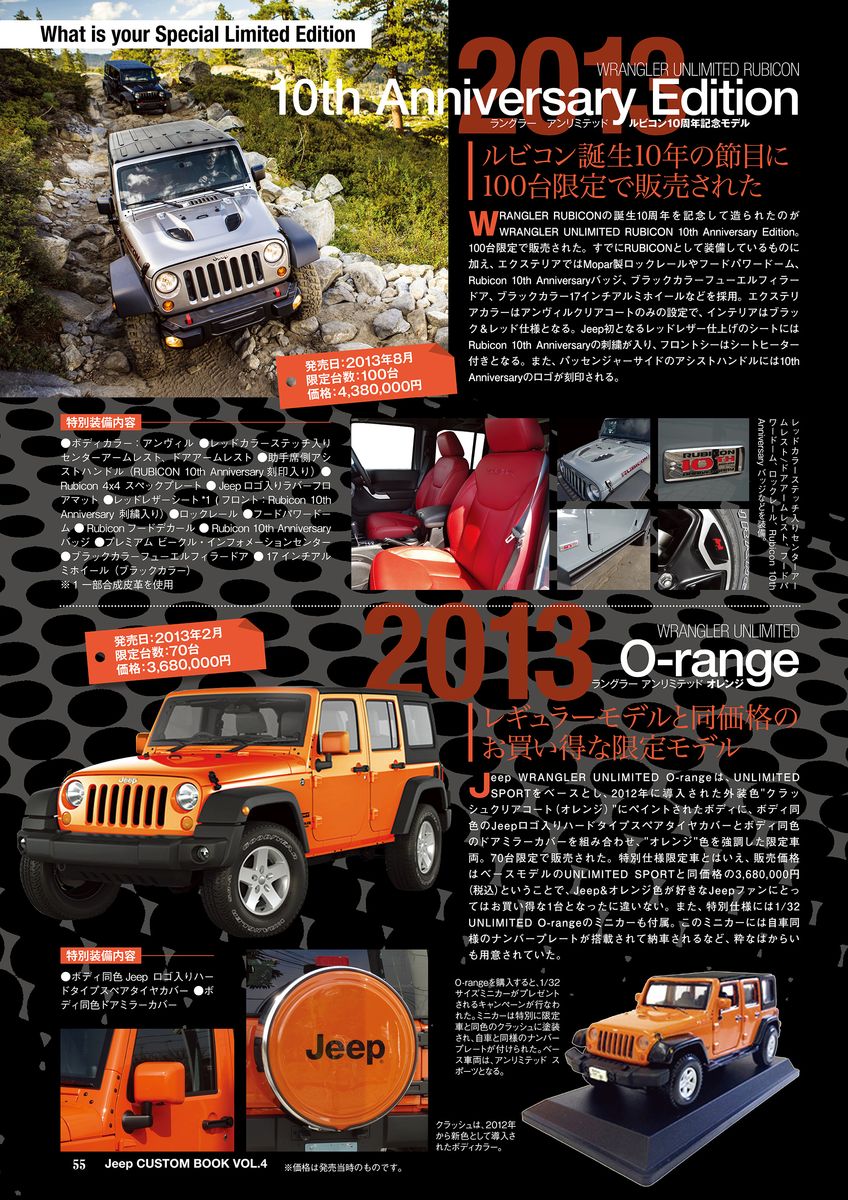 What is your Special Limited Edition
2013
WRANGLER UNLIMITED RUBICON
10th Anniversary Edition
ラングラー アンリミテッド ルビコン10周年記念モデル
ルビコン誕生10年の節目に
100台限定で販売された
WRANGLER RUBICONの誕生10周年を記念して造られたのが
WRANGLER UNLIMITED RUBICON 10th Anniversary Edition。
100台限定で販売された。すでにRUBICONとして装備しているものに
加え、エクステリアではMopar製ロックレールやフードパワードーム、
Rubicon 10th Anniversaryバッジ、ブラックカラーフューエルフィラー
ドア、ブラックカラー17インチアルミホイールなどを採用。エクステリ
アカラーはアンヴィルクリアコートのみの設定で、インテリアはブラッ
ク&レッド仕様となる。Jeep初となるレッドレザー仕上げのシートには
Rubicon 10th Anniversaryの刺繍が入り、フロントシーはシートヒーター
付きとなる。また、パッセンジャーサイドのアシストハンドルには10th
Anniversaryのロゴが刻印される。
発売日:2013年8月
限定台数:100台
価格:4,380,000円
特別装備内容
●ボディカラー:アンヴィル ●レッドカラーステッチ入り
センターアームレスト、ドアアームレスト ●助手席側アシ
ストハンドル(RUBICON 10th Anniversary 刻印入り) ●
Rubicon 4x4 スペックプレート ● Jeep ロゴ入りラバーフロ
アマット ●レッドレザーシート*1 (フロント:Rubicon 10th
Anniversary 刺繍入り) ●ロックレール ●フードパワードー
ム ● Rubicon フードデカール ● Rubicon 10th Anniversary
バッジ ●プレミアム ビークル・インフォメーションセンター
●ブラックカラーフューエルフィラードア ● 17 インチアル
ミホイール(ブラックカラー)
※1 一部合成皮革を使用
RUBICON
10TH
レッドカラーステッチ入りセンターアー
ムレスト、ドアアームレスト、フードパ
ワードーム、ロックレール、Rubicon 10th
Anniversary バッジなどを装備。
発売日:2013年2月
限定台数:70台
価格:3,680,000円
2013
WRANGLER UNLIMITED
O-range
ラングラー アンリミテッド オレンジ
レギュラーモデルと同価格の
お買い得な限定モデル
Jeep WRANGLER UNLIMITED O-rangeは、UNLIMITED
SPORTをベースとし、2012年に導入された外装色"クラッ
シュクリアコート(オレンジ)"にペイントされたボディに、ボディ同
色のJeepロゴ入りハードタイプスペアタイヤカバーとボディ同色
のドアミラーカバーを組み合わせ、"オレンジ"色を強調した限定車
両。70台限定で販売された。特別仕様限定車とはいえ、販売価格
はベースモデルのUNLIMITED SPORTと同価格の3,680,000円
(税込)ということで、Jeep&オレンジ色が好きなJeepファンにとっ
てはお買い得な1台となったに違いない。また、特別仕様には1/32
UNLIMITED O-rangeのミニカーも付属。このミニカーには自車同
様のナンバープレートが搭載されて納車されるなど、粋なはからい
も用意されていた。
Jeep
特別装備内容
●ボディ同色 Jeep ロゴ入りハー
ドタイプスペアタイヤカバー ●ボ
ディ同色ドアミラーカバー
Jeep
O-rangeを購入すると、1/32
サイズミニカーがプレゼント
されるキャンペーンが行なわ
れた。ミニカーは特別に限定
車と同色のクラッシュに塗装
され、自車と同様のナンバー
プレートが付けられた。ベー
ス車両は、アンリミテッド ス
ポーツとなる。
クラッシュは、2012年
から新色として導入さ
れたボディカラー。
55 Jeep CUSTOM BOOK VOL.4 ※価格は発売当時のものです。